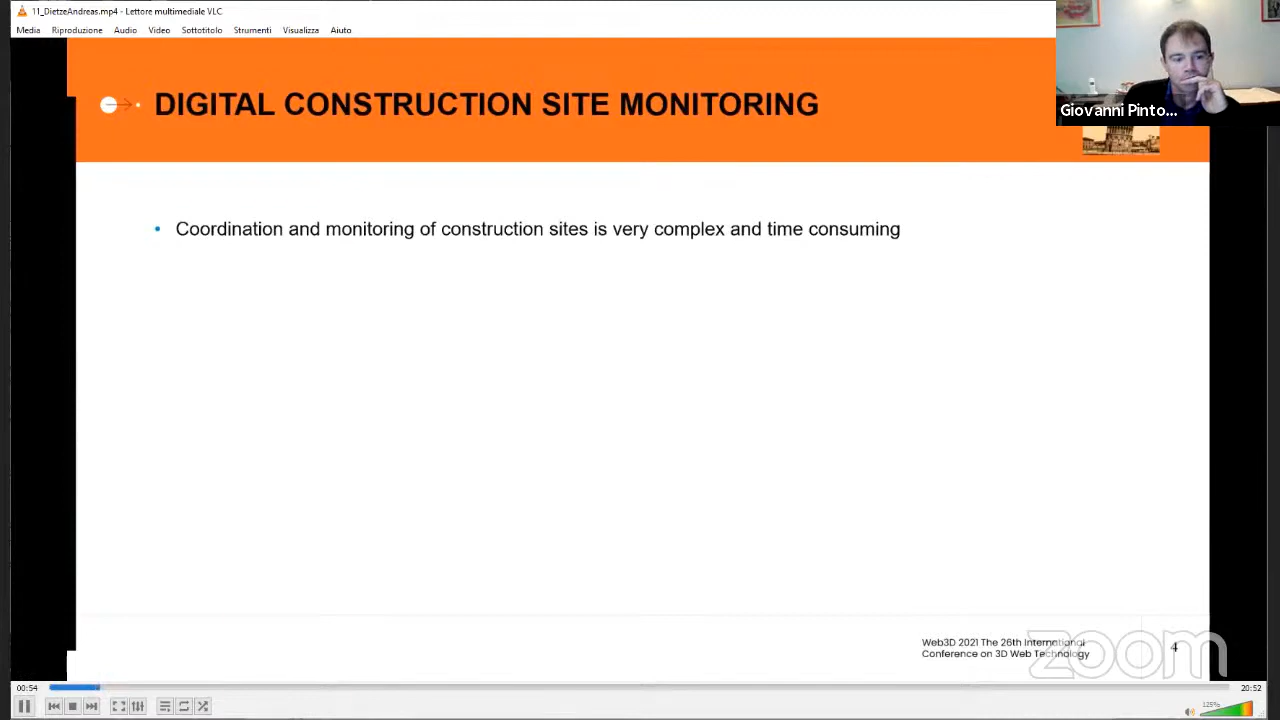 11_DietzeAndreas.mp4 - Lettore multimediale VLC
Media Riproduzione Audio Video Sottotitolo Strumenti Visualizza Aiuto
Giovanni Pinto...
DIGITAL CONSTRUCTION SITE MONITORING
• Coordination and monitoring of construction sites is very complex and time consuming
Web3D 2021 The 26th International
Conference on 3D Web Technology
4
zoom
00:54
20:52
125%